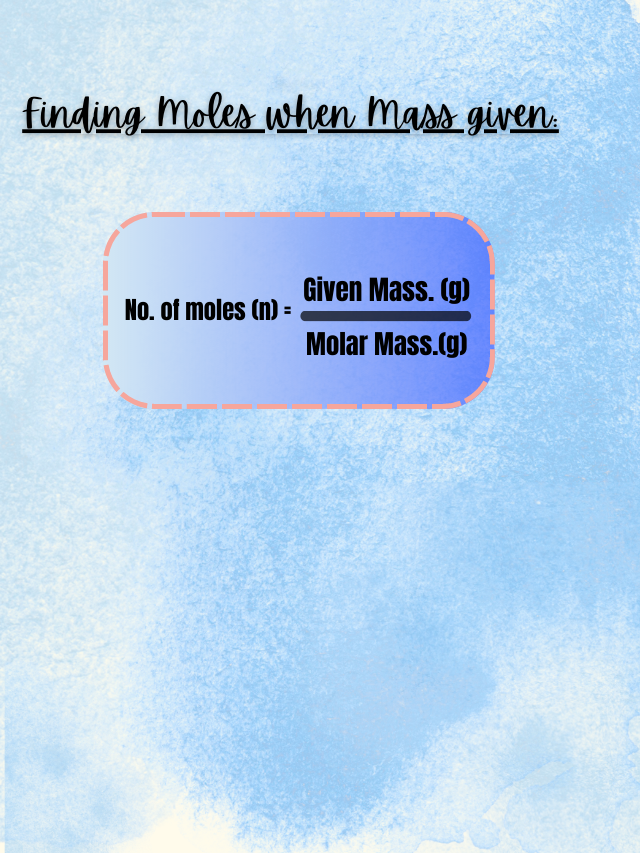 Finding Moles when Mass given:
No. of moles (n) =
Given Mass. (g)
Molar Mass.(g)